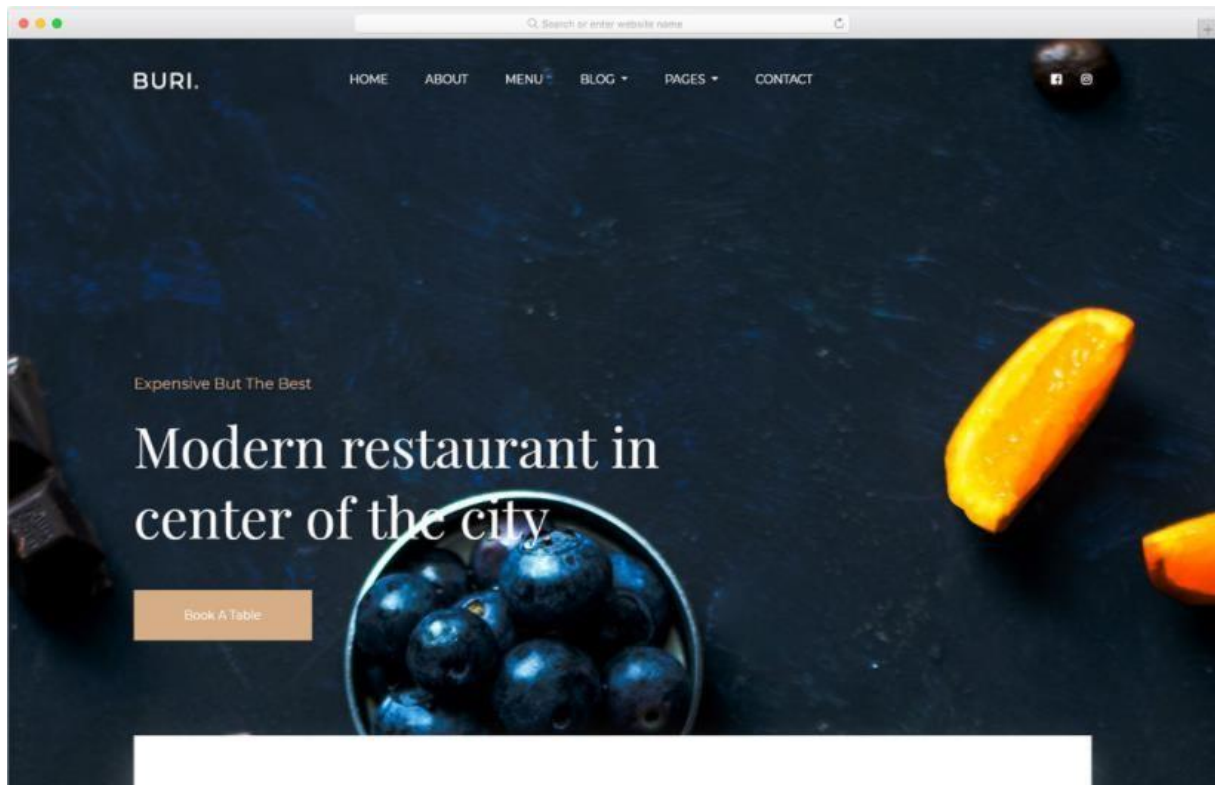 Search or enter website name
BURI.
HOME ABOUT MENU BLOG PAGES CONTACT
Expensive But The Best
Modern restaurant in
center of the city
Book A Table